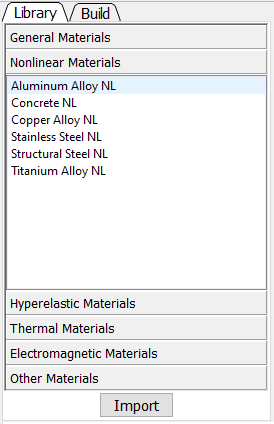 Library Build
General Materials
Nonlinear Materials
Aluminum Alloy NL
Concrete NL
Copper Alloy NL
Stainless Steel NL
Structural Steel NL
Titanium Alloy NL
Hyperelastic Materials
Thermal Materials
Electromagnetic Materials
Other Materials
Import